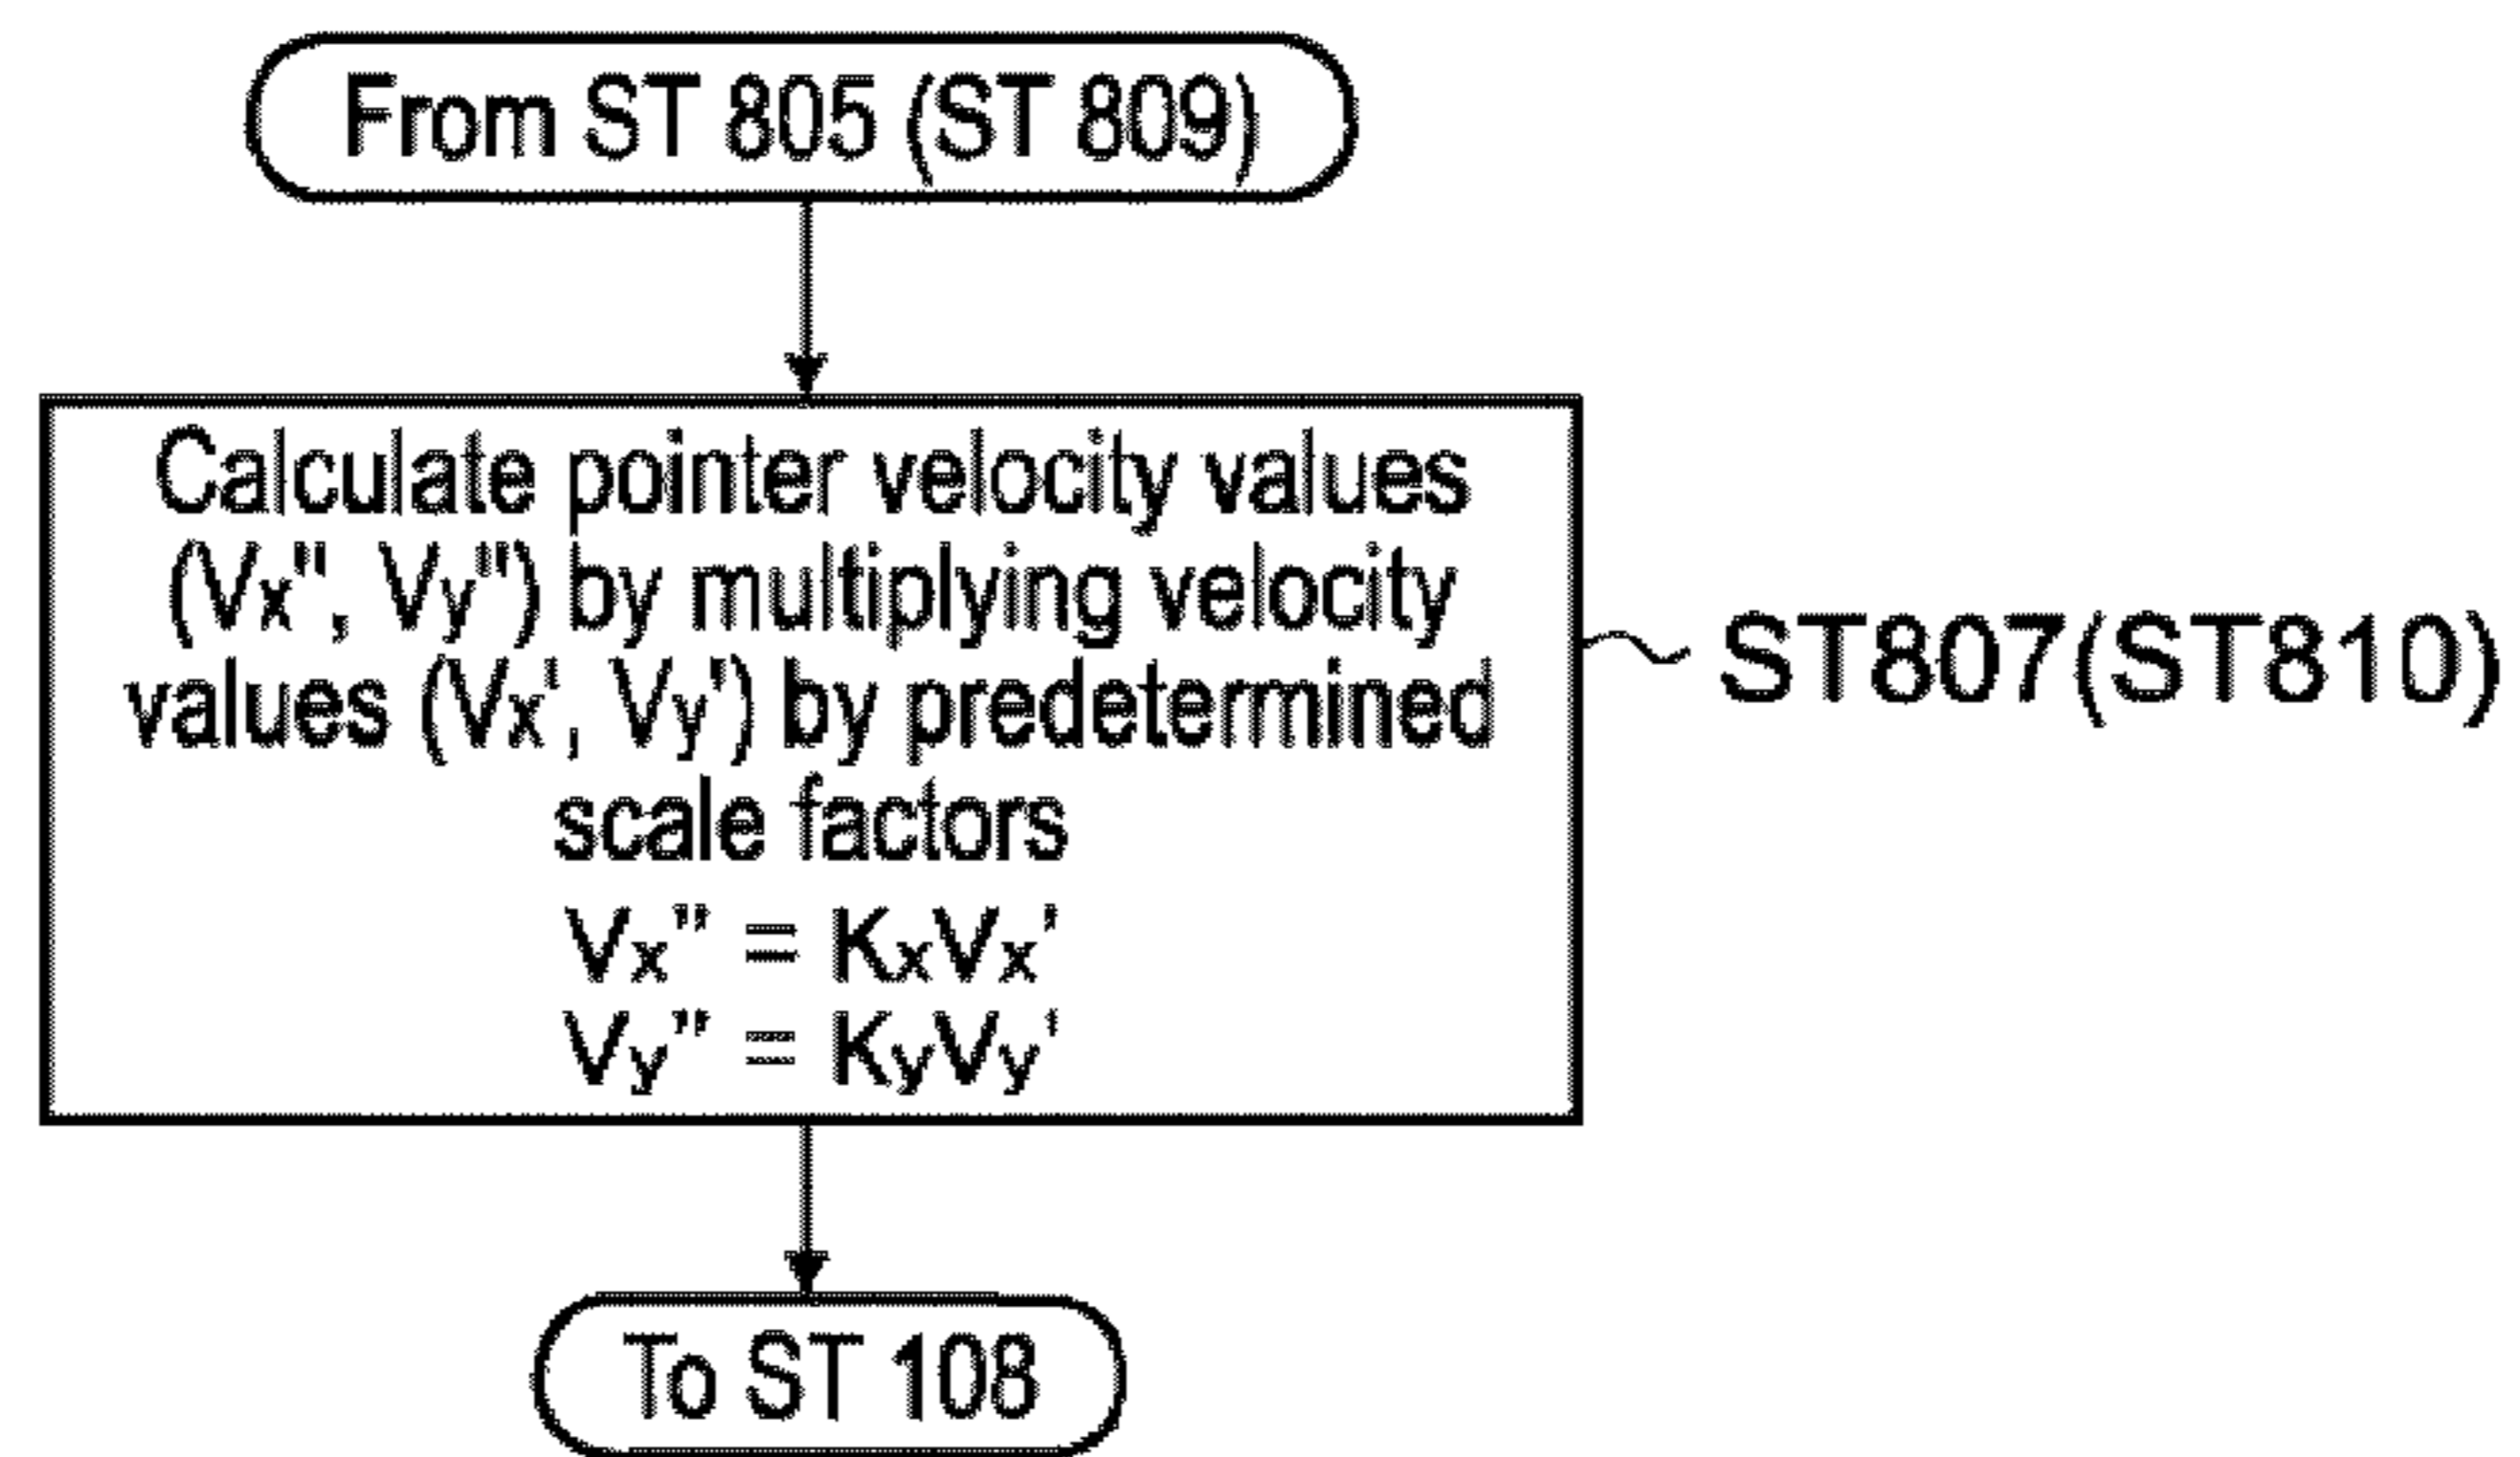 From ST 805 (ST 809)
Calculate pointer velocity values
(Vx", Vy") by multiplying velocity
values (Vx', Vy') by predetermined
scale factors
Vx" = KxVx'
Vy" = KyVy'
ST807(ST810)
To ST 108